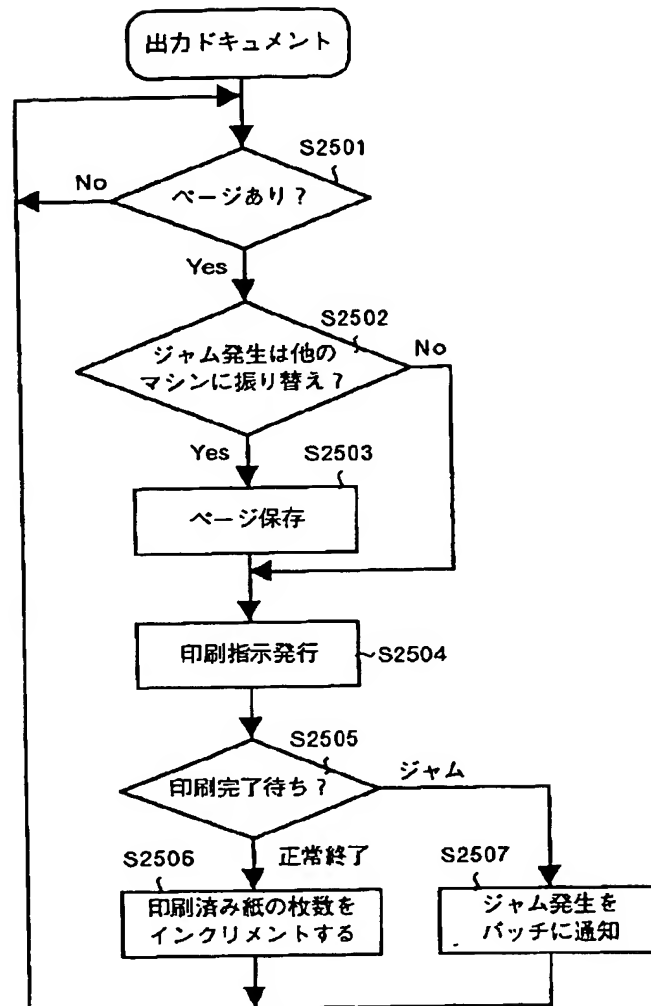 出力ドキュメント
S2501
No
ページあり?
Yes
S2502
ジャム発生は他の
マシンに振り替え?
No
Yes
S2503
ページ保存
印刷指示発行
S2504
S2505
印刷完了待ち?
ジャム
S2506
正常終了
S2507
印刷済み紙の枚数を
インクリメントする
ジャム発生を
バッチに通知